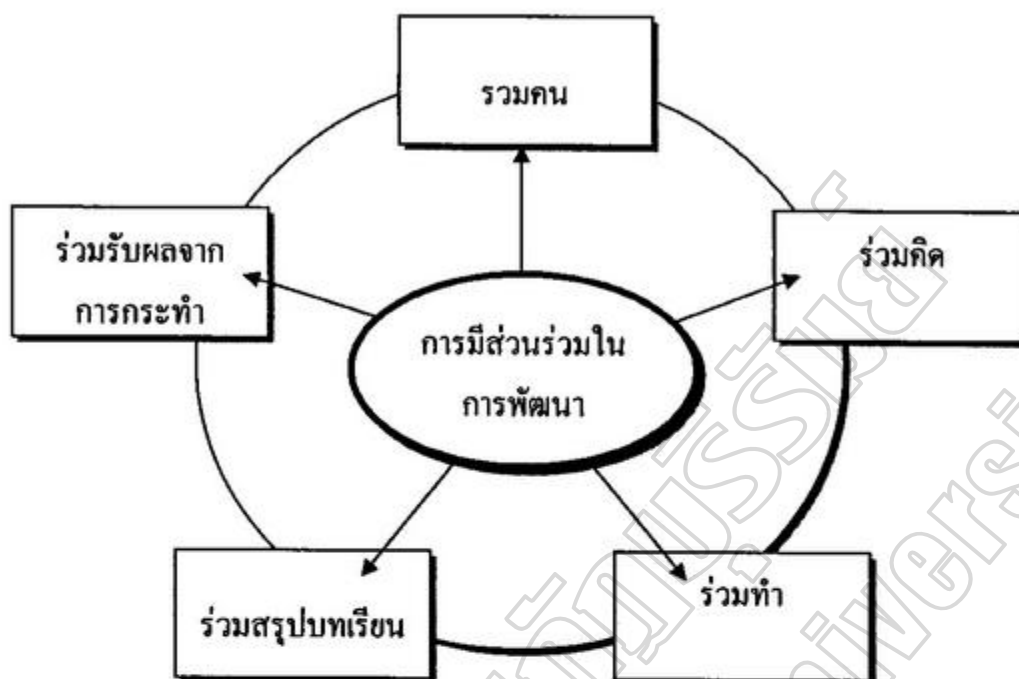 รวมคน
ร่วมรับผลจาก
การกระทำ
ร่วมคิด
การมีส่วนร่วมใน
การพัฒนา
ร่วมสรุปบทเรียน
ร่วมทำ